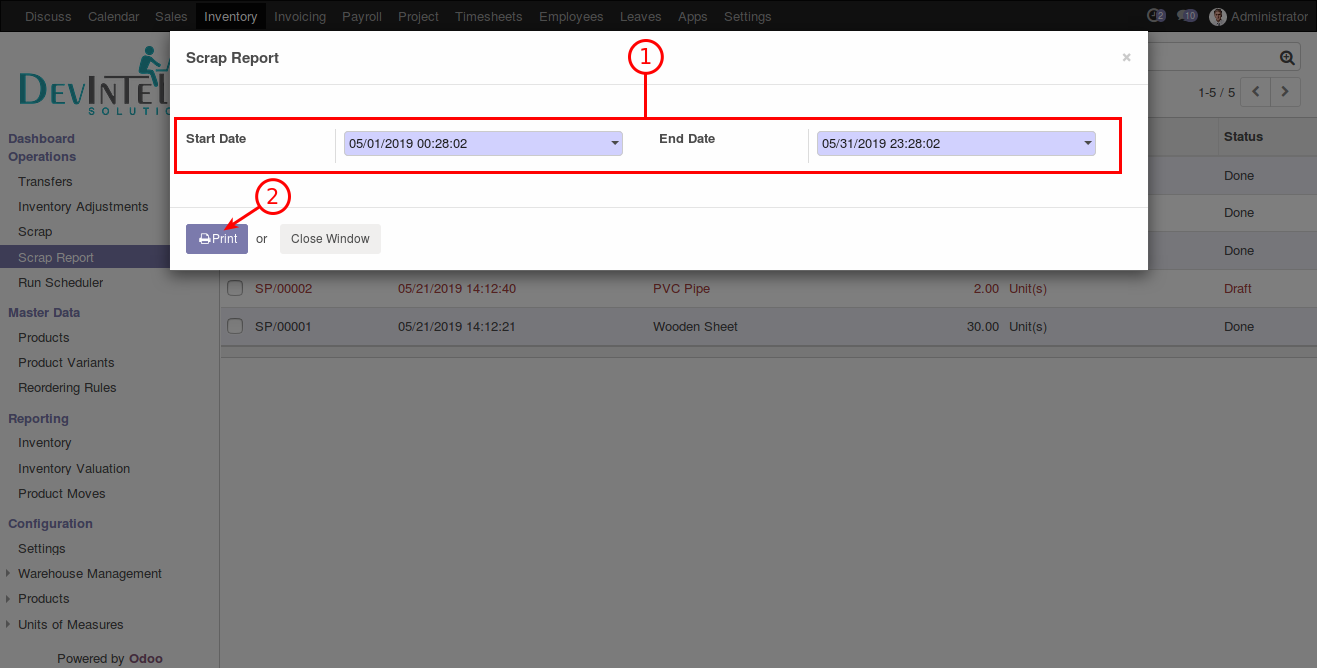 Discuss Calendar Sales Inventory Invoicing Payroll Project Timesheets Employees Leaves Apps Settings 2 10 Administrator
Scrap Report ×
1
1-5 / 5
SOLUTIO
Dashboard
Operations
Transfers
Inventory Adjustments
Scrap
Scrap Report
Run Scheduler
Master Data
Products
Product Variants
Reordering Rules
Reporting
Inventory
Inventory Valuation
Product Moves
Configuration
Settings
Warehouse Management
Products
Units of Measures
Powered by Odoo
Start Date 05/01/2019 00:28:02 End Date 05/31/2019 23:28:02
2
Print or Close Window
Status
Done
Done
Done
SP/00002 05/21/2019 14:12:40 PVC Pipe 2.00 Unit(s) Draft
SP/00001 05/21/2019 14:12:21 Wooden Sheet 30.00 Unit(s) Done